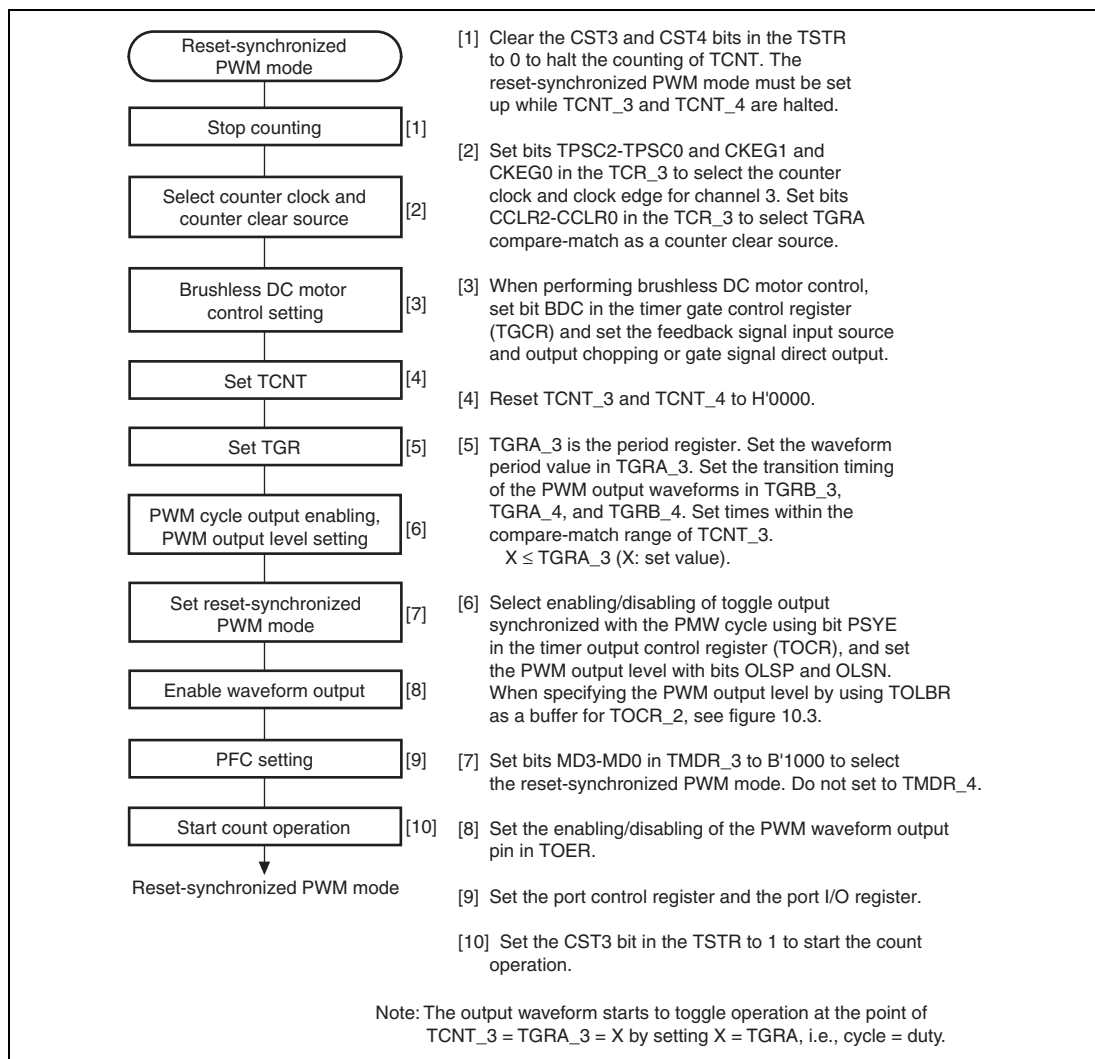 Reset-synchronized
PWM mode
Stop counting
[1]
Select counter clock and
counter clear source
[2]
Brushless DC motor
control setting
[3]
Set TCNT
[4]
Set TGR
[5]
PWM cycle output enabling,
PWM output level setting
[6]
Set reset-synchronized
PWM mode
[7]
Enable waveform output
[8]
PFC setting
[9]
Start count operation
[10]
Reset-synchronized PWM mode
[1] Clear the CST3 and CST4 bits in the TSTR
to 0 to halt the counting of TCNT. The
reset-synchronized PWM mode must be set
up while TCNT_3 and TCNT_4 are halted.
[2] Set bits TPSC2-TPSC0 and CKEG1 and
CKEG0 in the TCR_3 to select the counter
clock and clock edge for channel 3. Set bits
CCLR2-CCLR0 in the TCR_3 to select TGRA
compare-match as a counter clear source.
[3] When performing brushless DC motor control,
set bit BDC in the timer gate control register
(TGCR) and set the feedback signal input source
and output chopping or gate signal direct output.
[4] Reset TCNT_3 and TCNT_4 to H'0000.
[5] TGRA_3 is the period register. Set the waveform
period value in TGRA_3. Set the transition timing
of the PWM output waveforms in TGRB_3,
TGRA_4, and TGRB_4. Set times within the
compare-match range of TCNT_3.
X ≤ TGRA_3 (X: set value).
[6] Select enabling/disabling of toggle output
synchronized with the PMW cycle using bit PSYE
in the timer output control register (TOCR), and set
the PWM output level with bits OLSP and OLSN.
When specifying the PWM output level by using TOLBR
as a buffer for TOCR_2, see figure 10.3.
[7] Set bits MD3-MD0 in TMDR_3 to B'1000 to select
the reset-synchronized PWM mode. Do not set to TMDR_4.
[8] Set the enabling/disabling of the PWM waveform output
pin in TOER.
[9] Set the port control register and the port I/O register.
[10] Set the CST3 bit in the TSTR to 1 to start the count
operation.
Note: The output waveform starts to toggle operation at the point of
TCNT_3 = TGRA_3 = X by setting X = TGRA, i.e., cycle = duty.